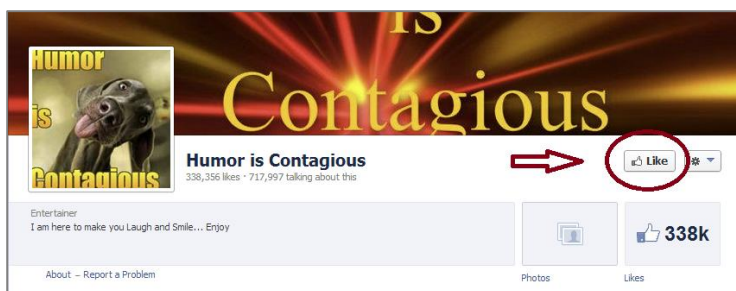 is
Contagious
Humor
is
Contagious
Humor is Contagious
338,356 likes · 717,997 talking about this
Like
Entertainer
I am here to make you Laugh and Smile... Enjoy
338k
About – Report a Problem
Photos
Likes